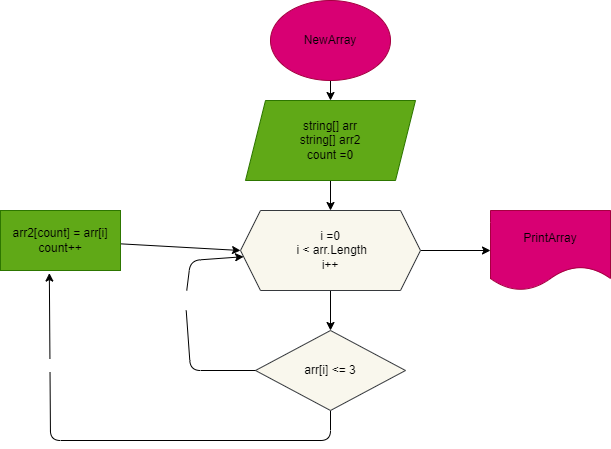 NewArray
string[] arr
string[] arr2
count =0
arr2[count] = arr[i]
count++
i =0
i < arr.Length
i++
PrintArray
arr[i] <= 3